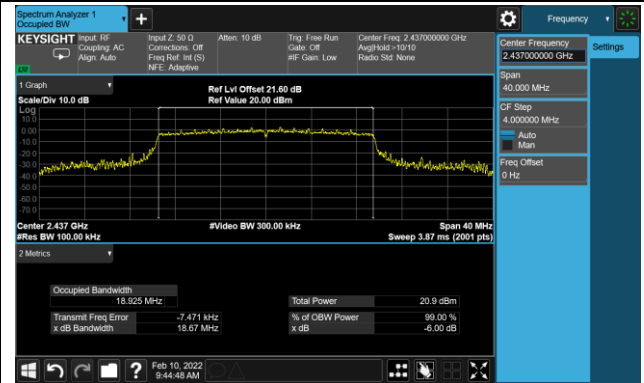 Spectrum Analyzer 1
Occupied BW
+
Frequency
KEYSIGHT
Input: RF
Coupling: AC
Align: Auto
Input Z: 50 Ω
Corrections: Off
Freq Ref: Int (S)
NFE: Adaptive
Atten: 10 dB
Trig: Free Run
Gate: Off
#IF Gain: Low
Center Freq: 2.437000000 GHz
Avg|Hold:>10/10
Radio Std: None
Center Frequency
2.437000000 GHz
Settings
Span
40.000 MHz
CF Step
4.000000 MHz
Auto
Man
Freq Offset
0 Hz
1 Graph
Scale/Div 10.0 dB
Ref Lvl Offset 21.60 dB
Ref Value 20.00 dBm
Log
10.0
0.00
-10.0
-20.0
-30.0
-40.0
-50.0
-60.0
-70.0
Center 2.437 GHz
#Res BW 100.00 kHz
#Video BW 300.00 kHz
Span 40 MHz
Sweep 3.87 ms (2001 pts)
2 Metrics
Occupied Bandwidth
18.925 MHz
Transmit Freq Error -7.471 kHz
x dB Bandwidth 18.67 MHz
Total Power 20.9 dBm
% of OBW Power 99.00 %
x dB -6.00 dB
?
Feb 10, 2022
9:44:48 AM